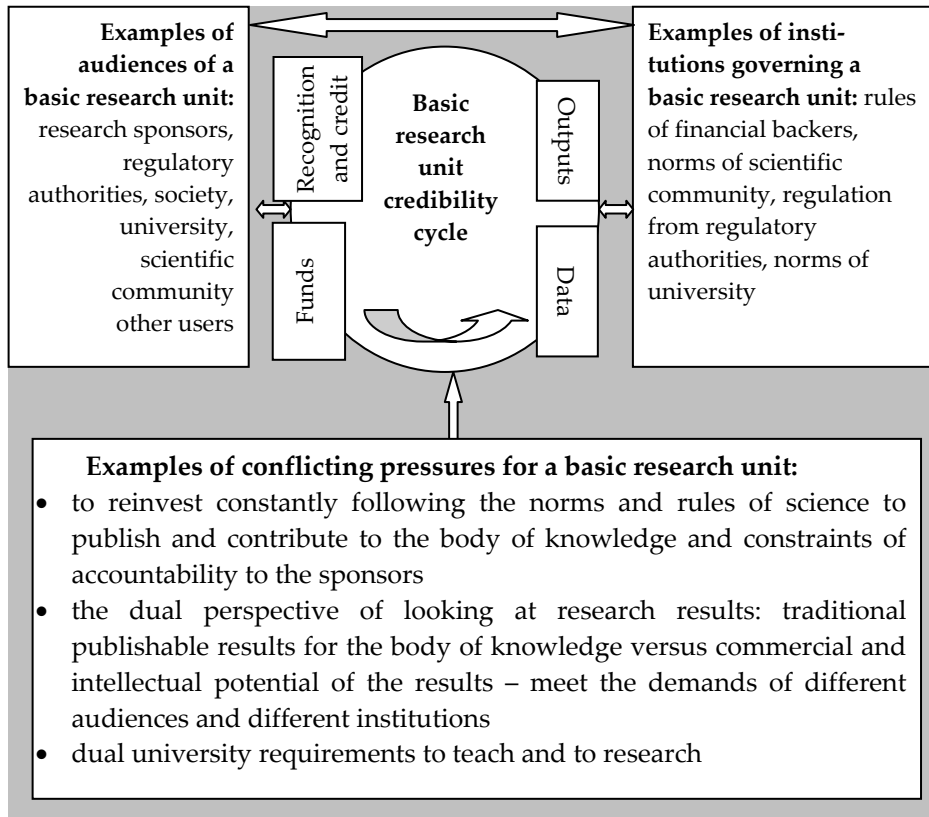 Examples of
audiences of a
basic research unit:
research sponsors,
regulatory
authorities, society,
university,
scientific
community
other users
Recognition
and credit
Funds
Basic
research
unit
credibility
cycle
Outputs
Data
Examples of insti-
tutions governing a
basic research unit: rules
of financial backers,
norms of scientific
community, regulation
from regulatory
authorities, norms of
university
Examples of conflicting pressures for a basic research unit:
• to reinvest constantly following the norms and rules of science to
publish and contribute to the body of knowledge and constraints of
accountability to the sponsors
• the dual perspective of looking at research results: traditional
publishable results for the body of knowledge versus commercial and
intellectual potential of the results – meet the demands of different
audiences and different institutions
• dual university requirements to teach and to research